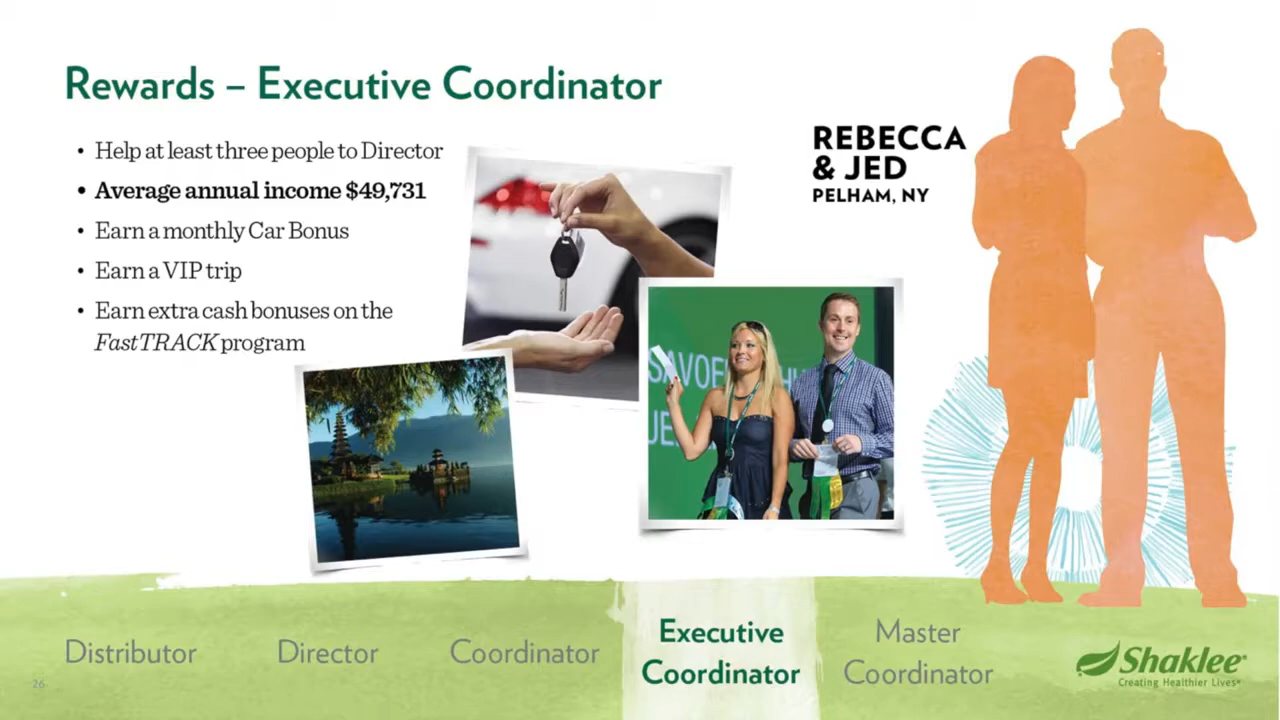 Rewards – Executive Coordinator
• Help at least three people to Director
• Average annual income $49,731
• Earn a monthly Car Bonus
• Earn a VIP trip
• Earn extra cash bonuses on the
FastTRACK program
REBECCA
& JED
PELHAM, NY
Distributor
Director
Coordinator
Executive
Coordinator
Master
Coordinator
Shaklee®
Creating Healthier Lives®
26